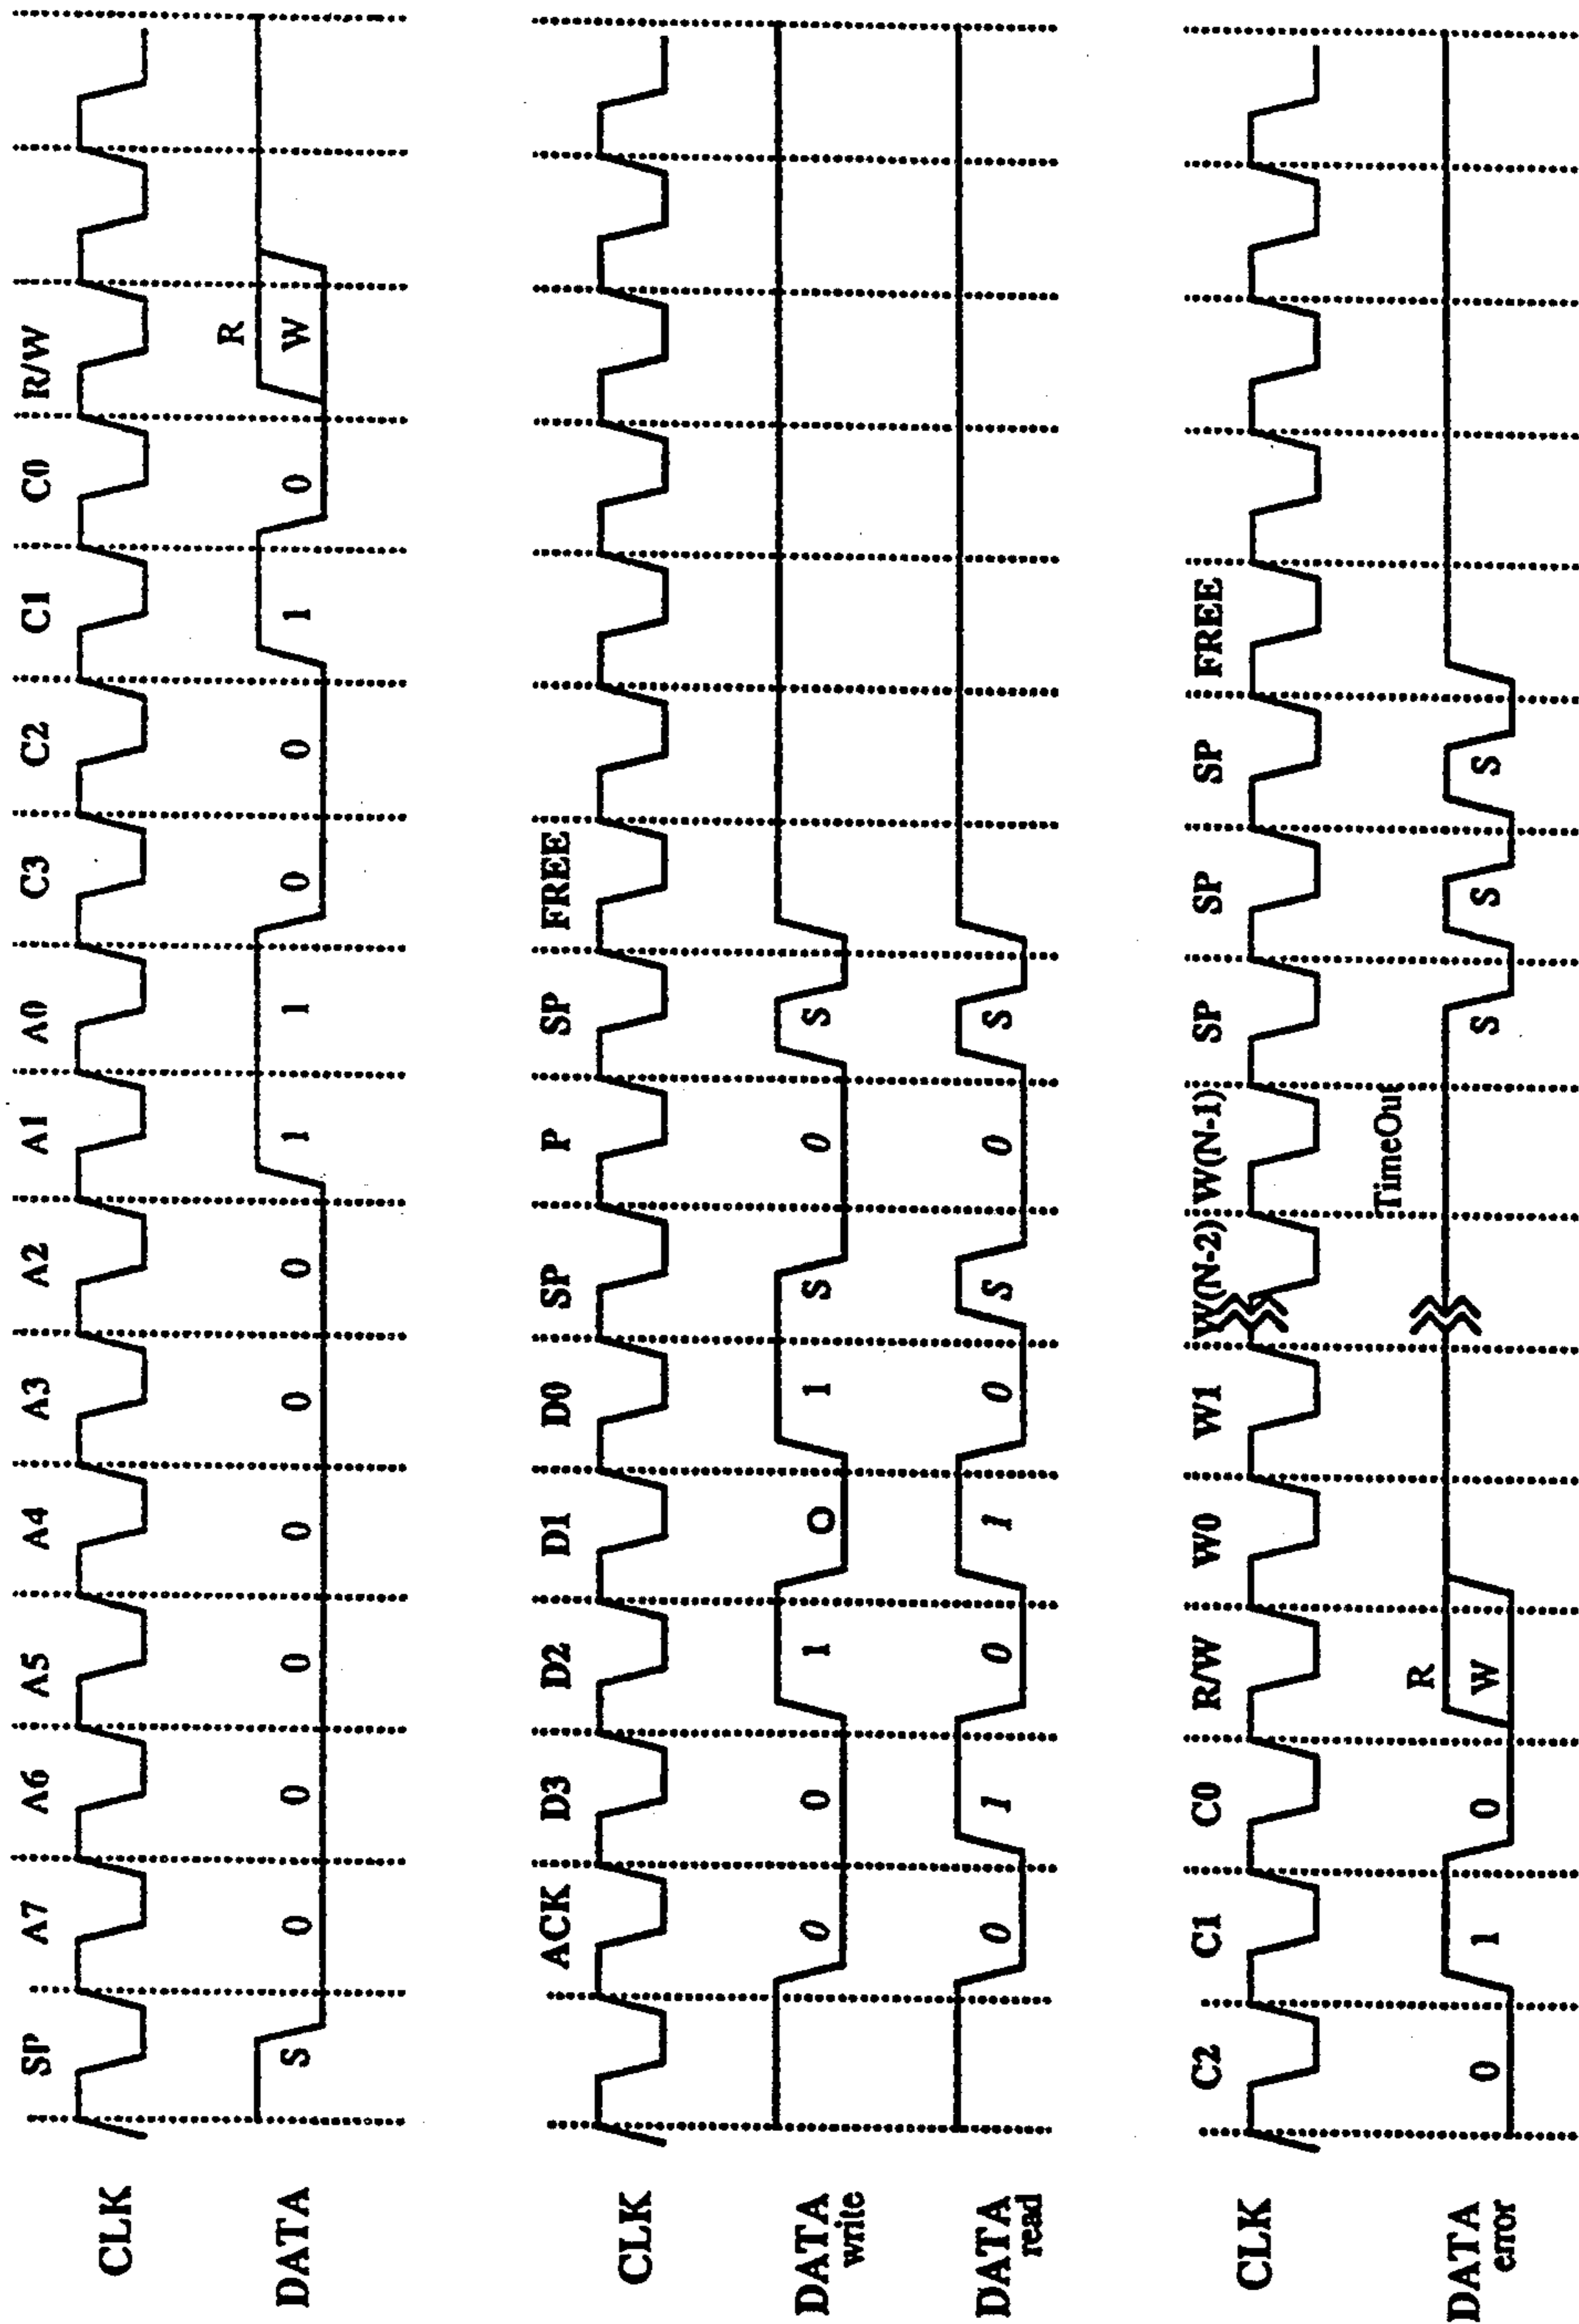 SP A7 A6 A5 A4 A3 A2 A1 A0 C3 C2 C1 C0 R/W
CLK
R
DATA S 0 0 0 0 0 0 1 1 0 0 1 0 W
ACK D3 D2 D1 D0 SP P SP FREE
CLK
DATA write 0 0 1 0 1 S 0 S
DATA read 0 1 0 1 0 S 0 S
C2 C1 C0 R/W W0 W1 W(N-2) W(N-1) SP SP SP FREE
CLK
R TimeOut
DATA error 0 1 0 W S S S